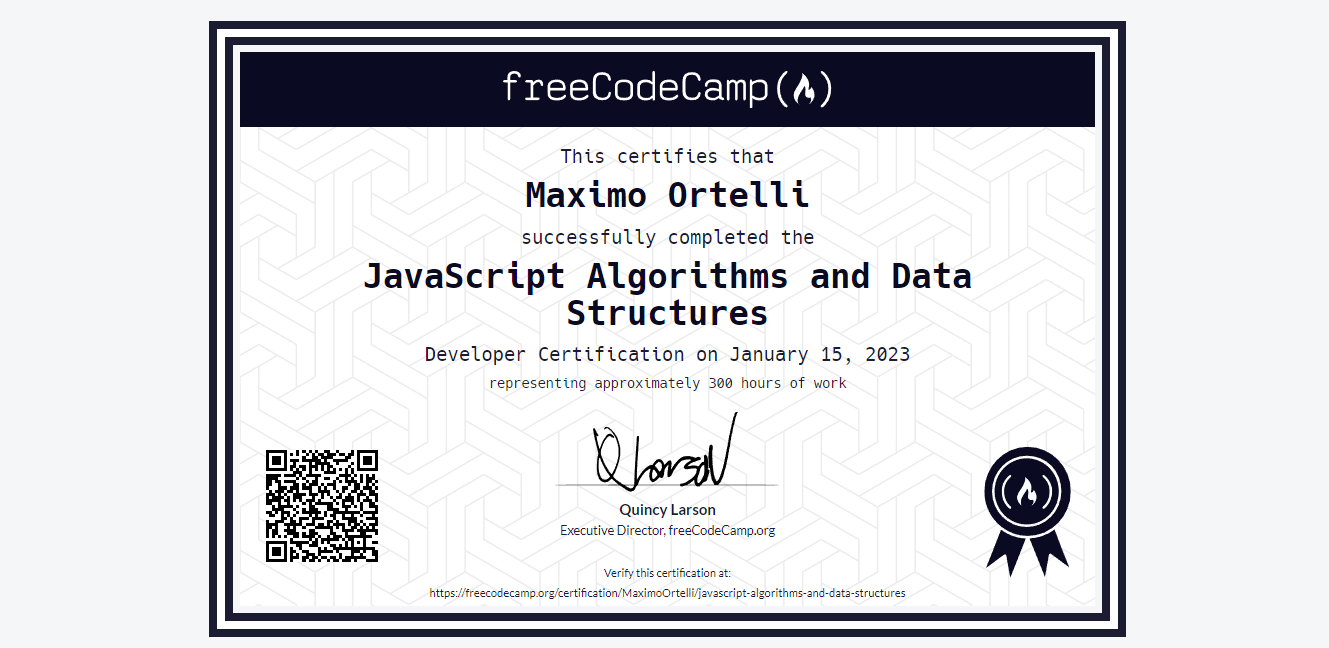 freeCodeCamp
This certifies that
Maximo Ortelli
successfully completed the
JavaScript Algorithms and Data
Structures
Developer Certification on January 15, 2023
representing approximately 300 hours of work
Q Larson
Quincy Larson
Executive Director, freeCodeCamp.org
Verify this certification at:
https://freecodecamp.org/certification/MaximoOrtelli/javascript-algorithms-and-data-structures